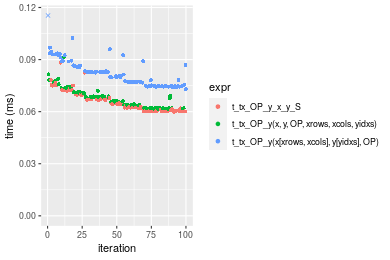 0.12
0.09
0.06
0.03
0.00
time (ms)
0
25
50
75
100
iteration
expr
t_tx_OP_y_x_y_S
t_tx_OP_y(x, y, OP, xrows, xcols, yidxs)
t_tx_OP_y(x[xrows, xcols], y[yidxs], OP)